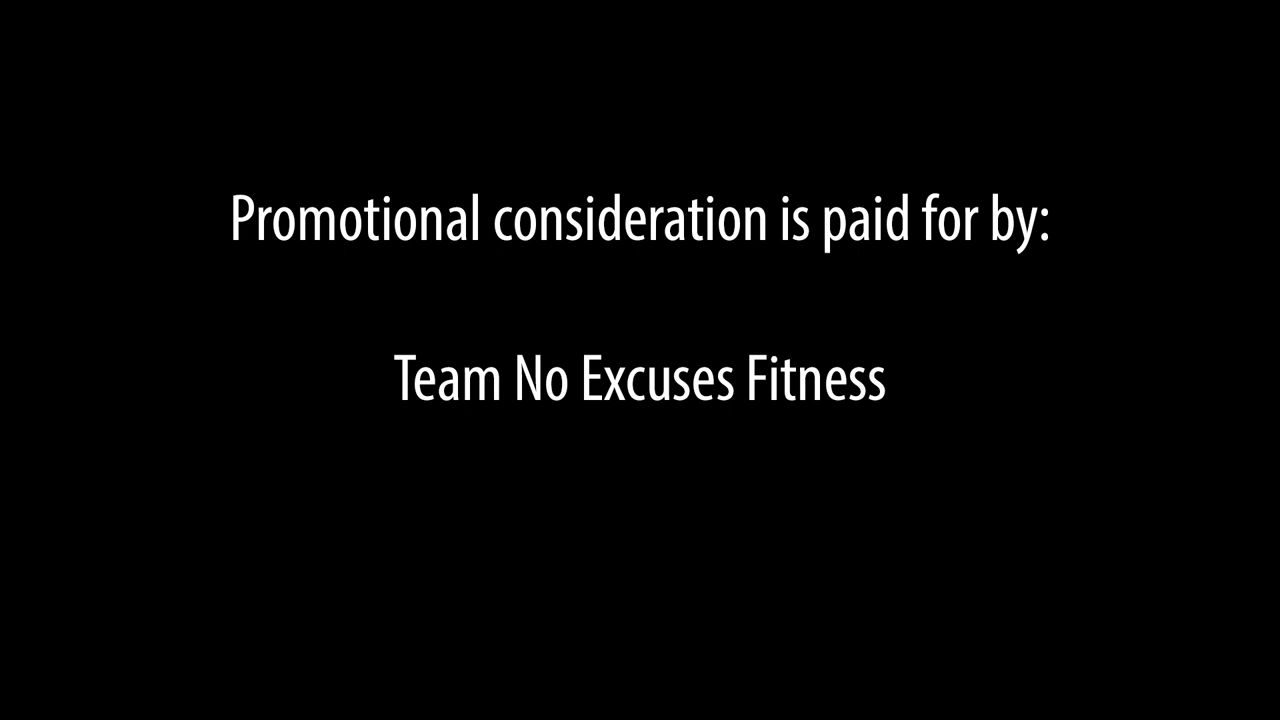 Promotional consideration is paid for by:
Team No Excuses Fitness